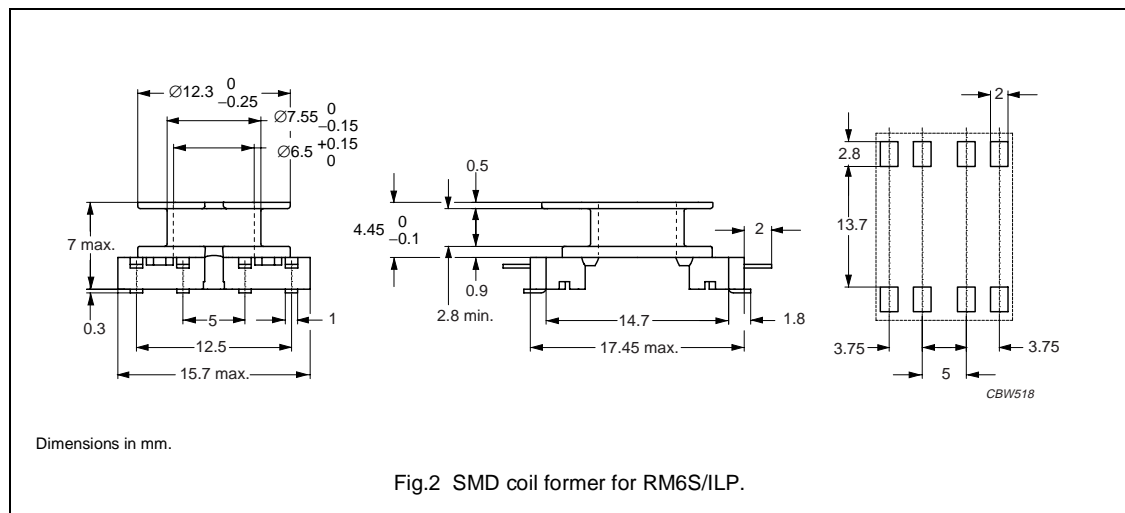 ∅12.3 0 −0.25
∅7.55 0 −0.15
∅6.5 +0.15 0
7 max.
0.3
5
1
12.5
15.7 max.
0.5
4.45 0 −0.1
2
0.9
2.8 min.
14.7
1.8
17.45 max.
2
2.8
13.7
3.75
3.75
5
CBW518
Dimensions in mm.
Fig.2 SMD coil former for RM6S/ILP.